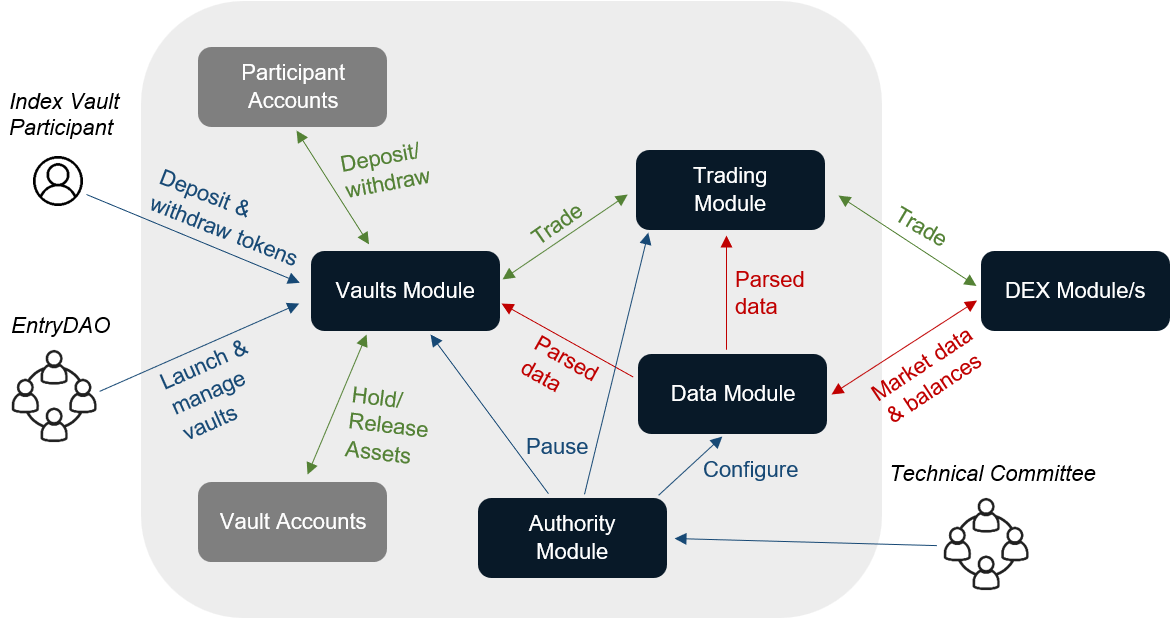 Participant
Accounts
Index Vault
Participant
Deposit/
withdraw
Deposit &
withdraw tokens
Trading
Module
Trade
Trade
Vaults Module
Parsed
data
DEX Module/s
EntryDAO
Launch &
manage
vaults
Parsed
data
Data Module
Market data
& balances
Hold/
Release
Assets
Pause
Configure
Technical Committee
Vault Accounts
Authority
Module